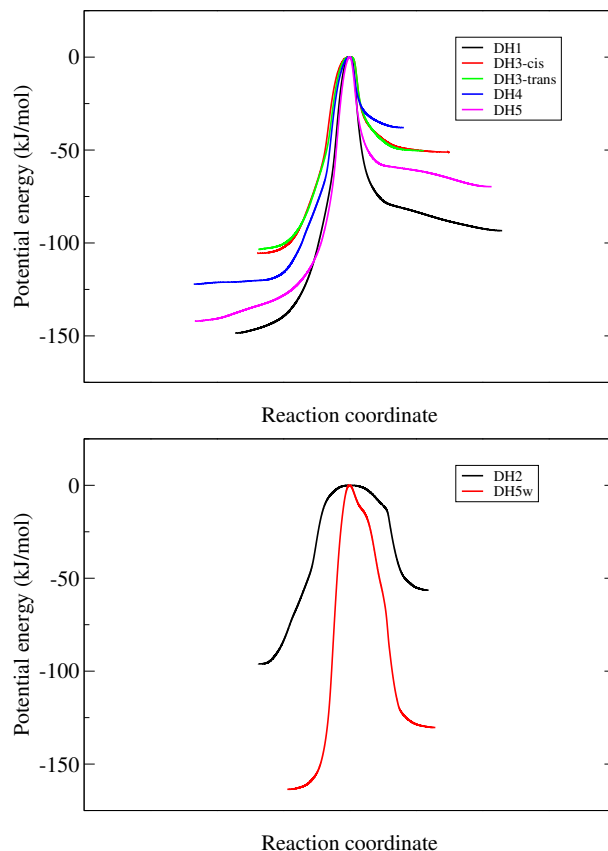 0
-50
-100
-150
Potential energy (kJ/mol)
Reaction coordinate
DH1
DH3-cis
DH3-trans
DH4
DH5
0
-50
-100
-150
Potential energy (kJ/mol)
Reaction coordinate
DH2
DH5w